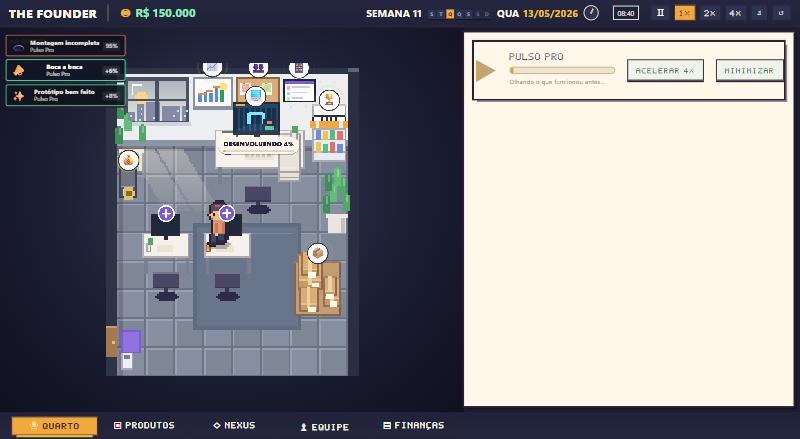 THE FOUNDER
R$ 150.000
SEMANA 11
S T Q Q S S D
QUA 13/05/2026
08:40
1×
2×
4×
Montagem incompleta
Pulso Pro
Boca a boca
Pulso Pro
+6%
Protótipo bem feito
Pulso Pro
+8%
DESENVOLVENDO 4%
PULSO PRO
Olhando o que funcionou antes...
ACELERAR 4×
MINIMIZAR
QUARTO
PRODUTOS
NEXUS
EQUIPE
FINANÇAS